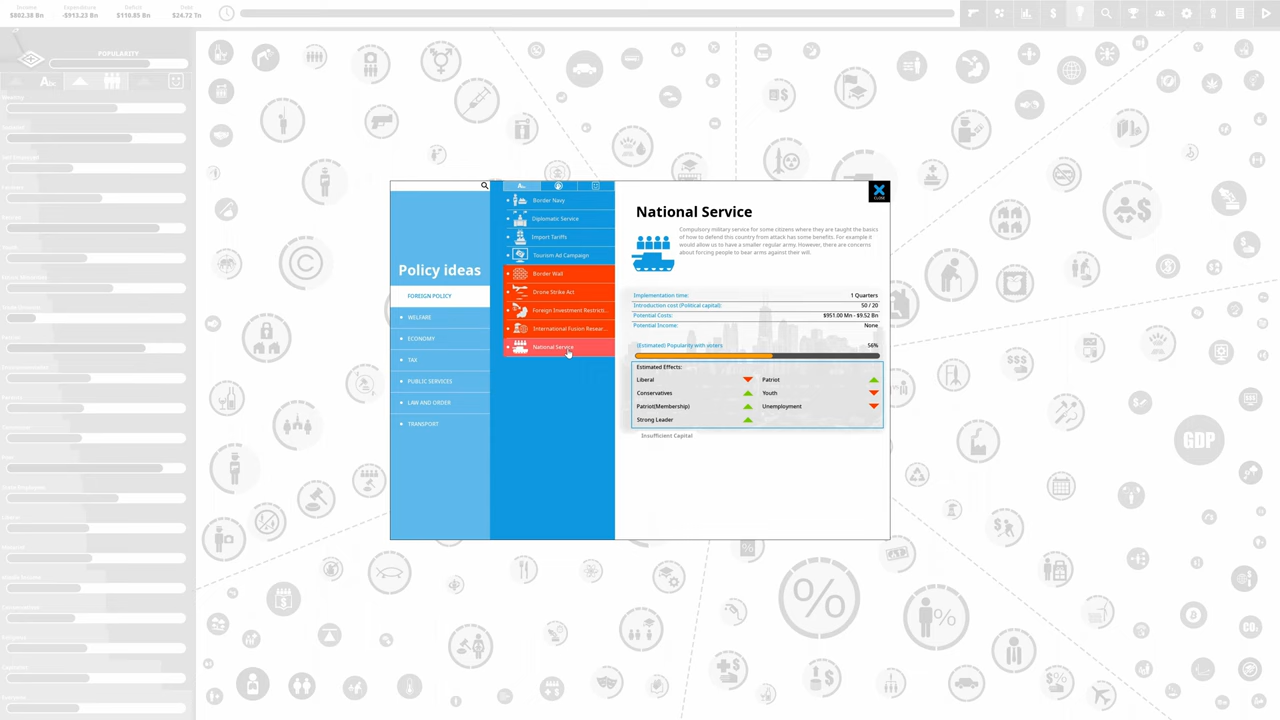 Income
Expenditure
Deficit
Debt
$802.38 Bn
-$913.23 Bn
$110.85 Bn
$24.72 Tn
POPULARITY
National Service
CLOSE
Compulsory military service for some citizens where they are taught the basics
of how to defend this country from attack has some benefits. For example it
would allow us to have a smaller regular army. However, there are concerns
about forcing people to bear arms against their will.
Policy ideas
FOREIGN POLICY
WELFARE
ECONOMY
TAX
PUBLIC SERVICES
LAW AND ORDER
TRANSPORT
Border Navy
Diplomatic Service
Import Tariffs
Tourism Ad Campaign
Border Wall
Drone Strike Act
Foreign Investment Restricti...
International Fusion Resear...
National Service
Implementation time: 1 Quarters
Introduction cost (Political capital): 50 / 20
Potential Costs: $951.00 Mn - $9.52 Bn
Potential Income: None
(Estimated) Popularity with voters 56%
Estimated Effects:
Liberal Patriot
Conservatives Youth
Patriot(Membership) Unemployment
Strong Leader
Insufficient Capital
GDP